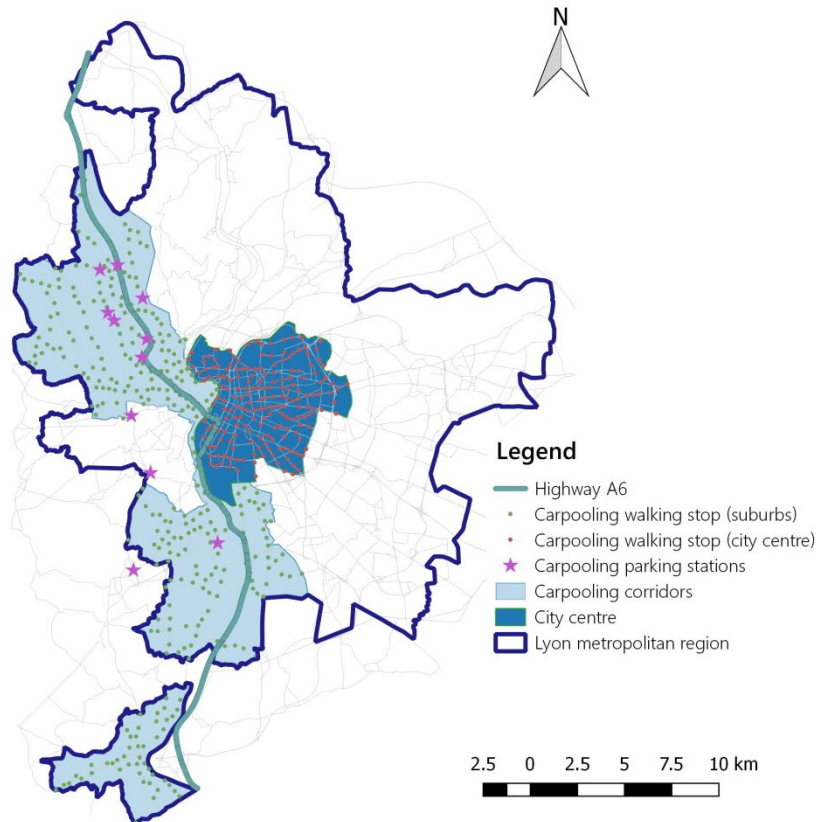 N
Legend
Highway A6
Carpooling walking stop (suburbs)
Carpooling walking stop (city centre)
Carpooling parking stations
Carpooling corridors
City centre
Lyon metropolitan region
2.5 0 2.5 5 7.5 10 km